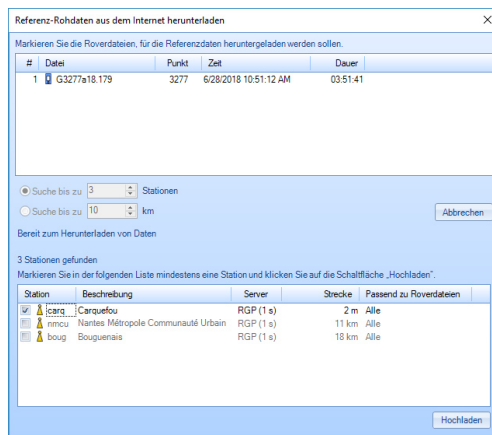 Referenz-Rohdaten aus dem Internet herunterladen
Markieren Sie die Roverdateien, für die Referenzdaten heruntergeladen werden sollen.
# Datei Punkt Zeit Dauer
1 G3277a18.179 3277 6/28/2018 10:51:12 AM 03:51:41
Suche bis zu 3 Stationen
Suche bis zu 10 km
Abbrechen
Bereit zum Herunterladen von Daten
3 Stationen gefunden
Markieren Sie in der folgenden Liste mindestens eine Station und klicken Sie auf die Schaltfläche „Hochladen".
Station Beschreibung Server Strecke Passend zu Roverdateien
carq Carquefou RGP (1 s) 2 m Alle
nmcu Nantes Métropole Communauté Urbain RGP (1 s) 11 km Alle
boug Bouguenais RGP (1 s) 18 km Alle
Hochladen